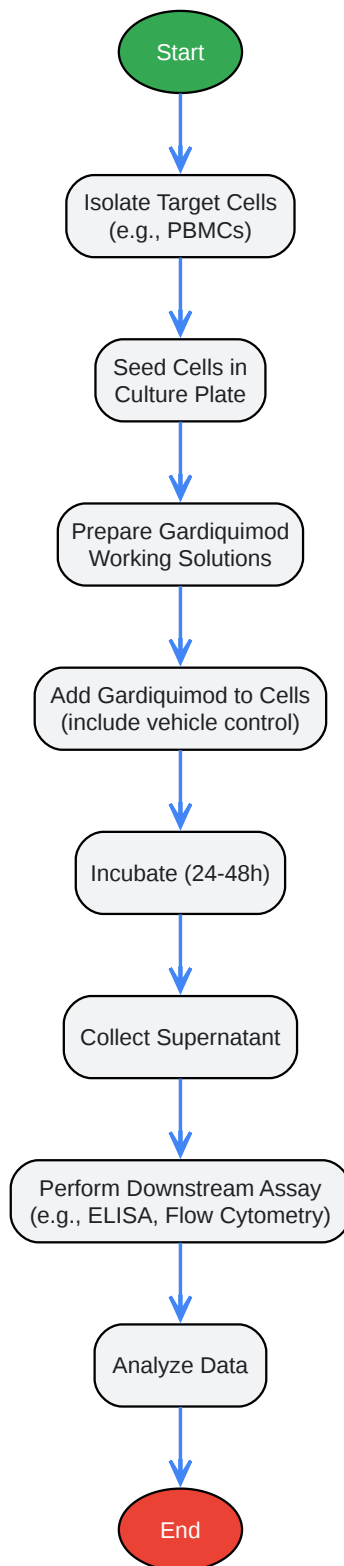 Start
Isolate Target Cells
(e.g., PBMCs)
Seed Cells in
Culture Plate
Prepare Gardiquimod
Working Solutions
Add Gardiquimod to Cells
(include vehicle control)
Incubate (24-48h)
Collect Supernatant
Perform Downstream Assay
(e.g., ELISA, Flow Cytometry)
Analyze Data
End